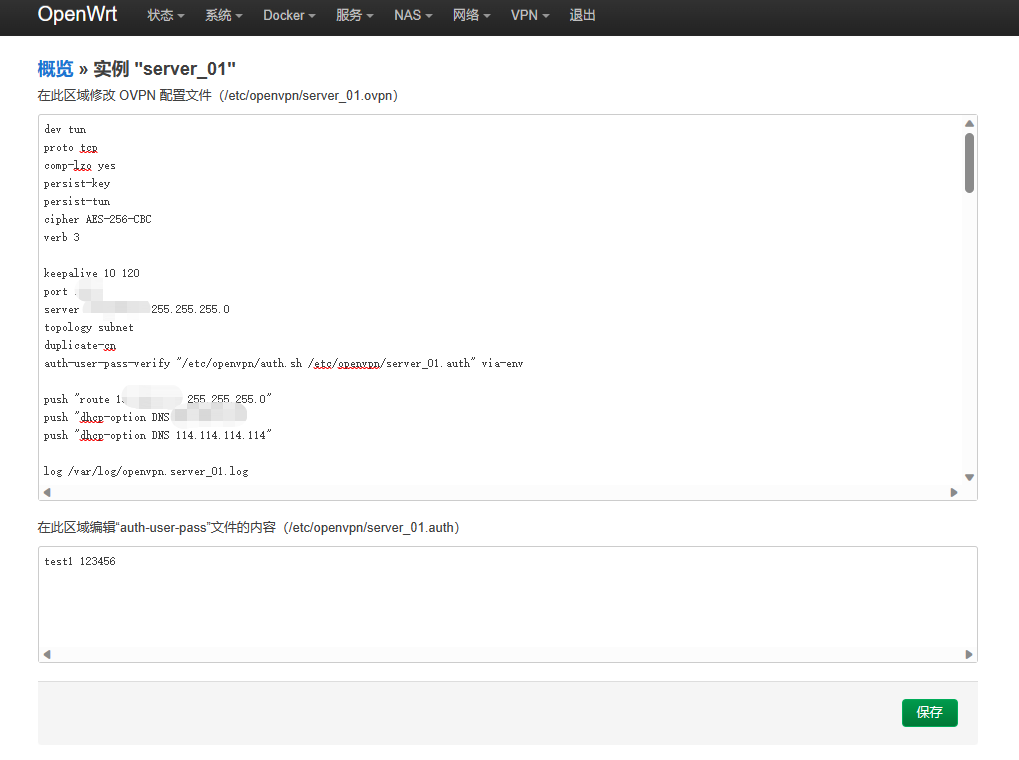 OpenWrt 状态 系统 Docker 服务 NAS 网络 VPN 退出
概览 » 实例 "server_01"
在此区域修改 OVPN 配置文件（/etc/openvpn/server_01.ovpn）
dev tun
proto tcp
comp-lzo yes
persist-key
persist-tun
cipher AES-256-CBC
verb 3
keepalive 10 120
port
server 255.255.255.0
topology subnet
duplicate-cn
auth-user-pass-verify "/etc/openvpn/auth.sh /etc/openvpn/server_01.auth" via-env
push "route 255 255 255.0"
push "dhcp-option DNS
push "dhcp-option DNS 114.114.114.114"
log /var/log/openvpn.server_01.log
在此区域编辑“auth-user-pass”文件的内容（/etc/openvpn/server_01.auth）
test1 123456
保存